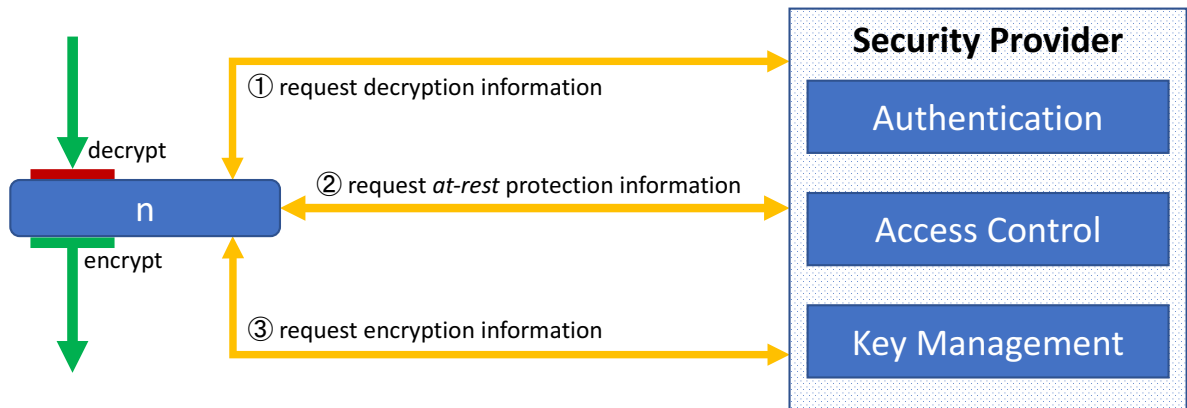 Security Provider
① request decryption information
Authentication
decrypt
② request at-rest protection information
n
Access Control
encrypt
③ request encryption information
Key Management